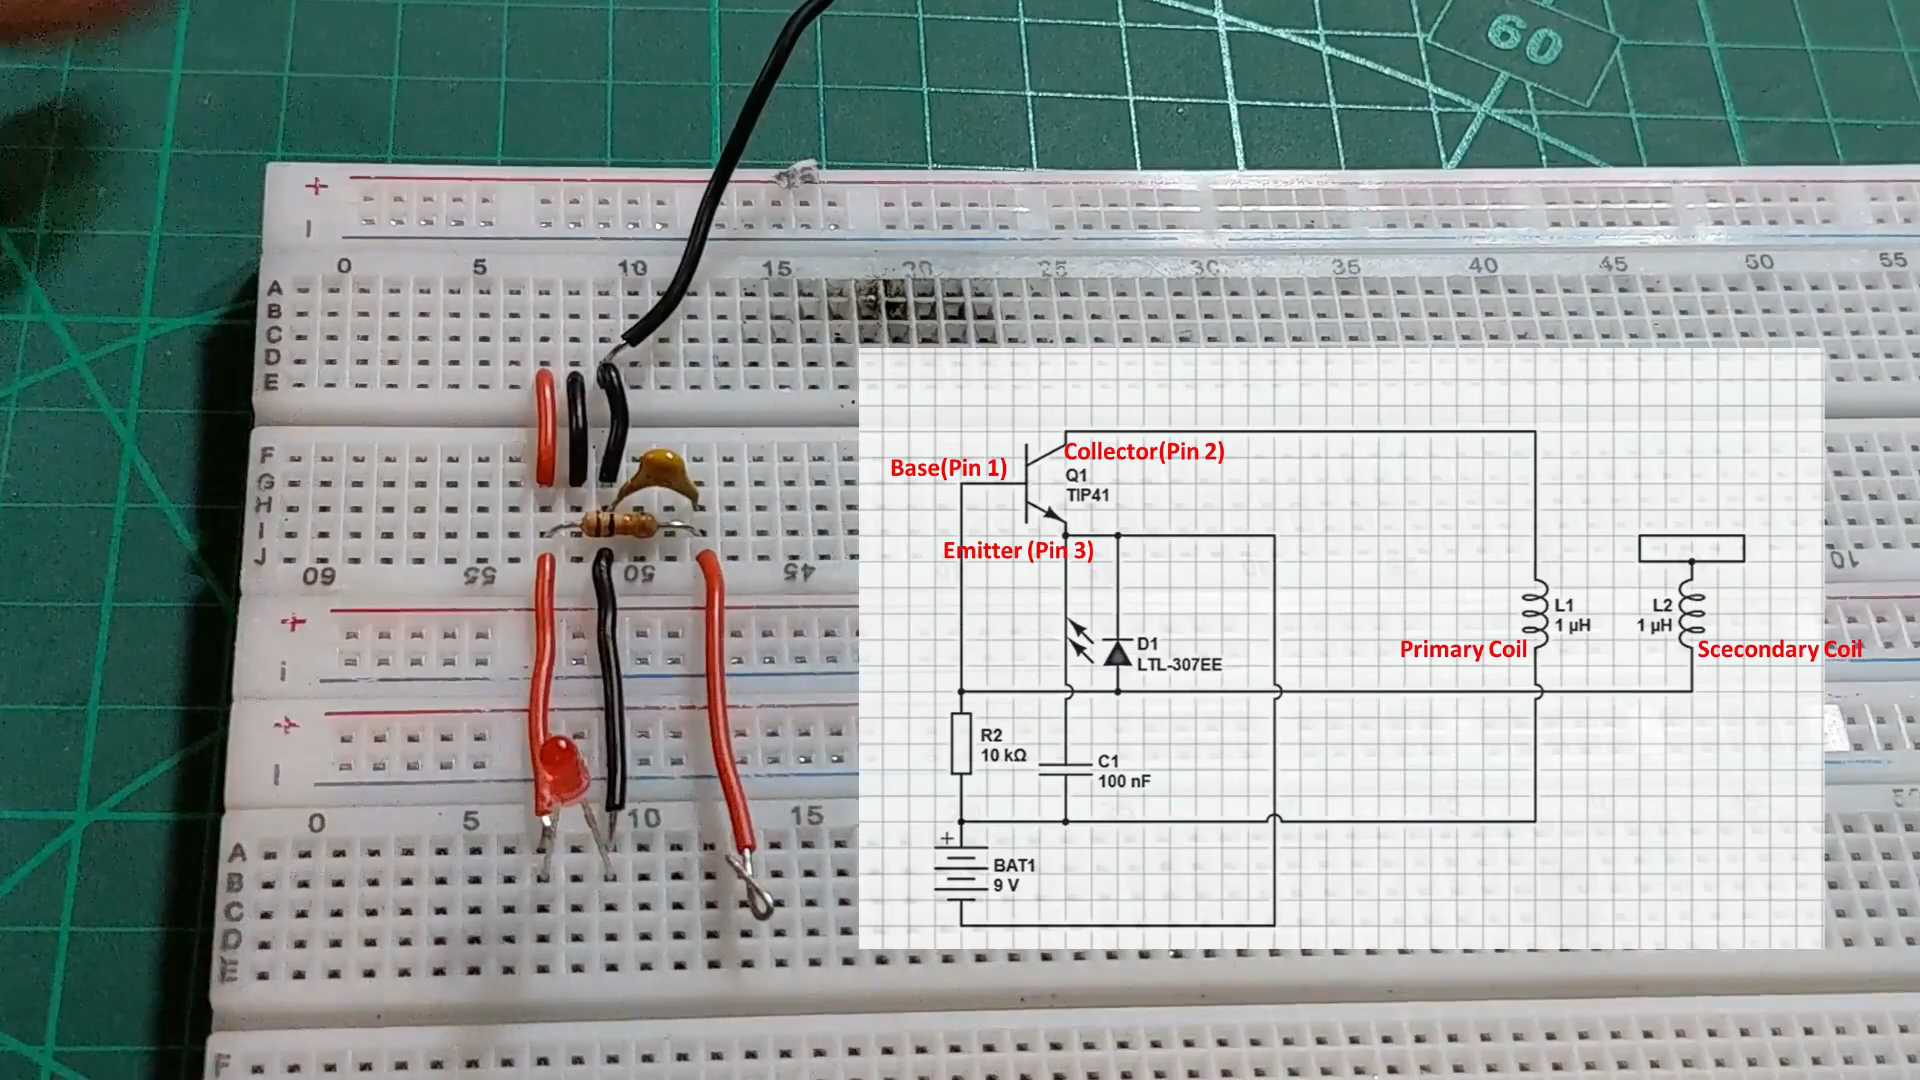 60
+
0 5 10 15 20 25 30 35 40 45 50 55
A
B
C
D
E
F
G
H
I
J
60 55 50 45
10
+
+
0 5 10 15
A
B
C
D
E
F
Base(Pin 1)
Collector(Pin 2)
Q1
TIP41
Emitter (Pin 3)
D1
LTL-307EE
L1
1 µH
L2
1 µH
Primary Coil
Scecondary Coil
R2
10 kΩ
C1
100 nF
+
BAT1
9 V